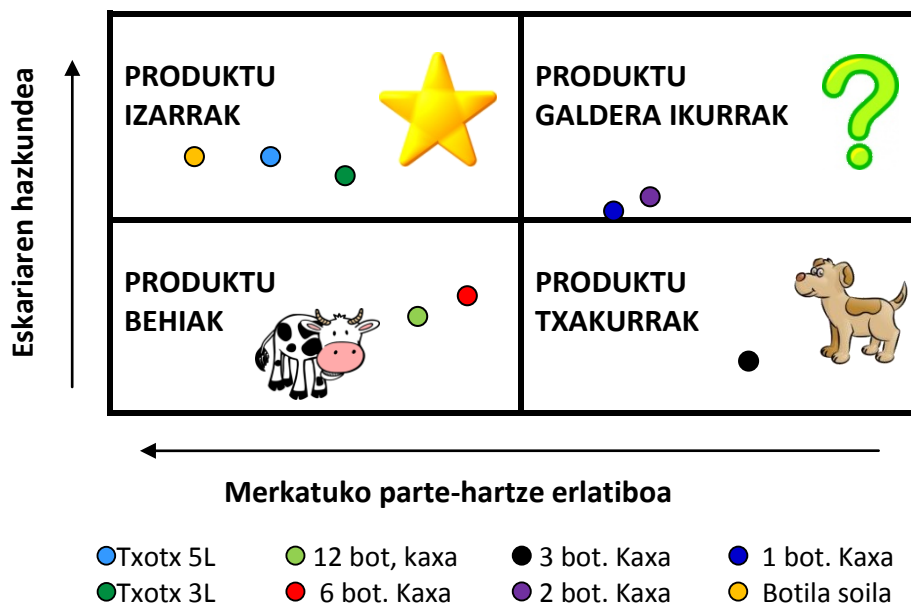 PRODUKTU
IZARRAK
PRODUKTU
GALDERA IKURRAK
?
Eskariaren hazkundea
PRODUKTU
BEHIAK
PRODUKTU
TXAKURRAK
Merkatuko parte-hartze erlatiboa
Txotx 5L
12 bot, kaxa
3 bot. Kaxa
1 bot. Kaxa
Txotx 3L
6 bot. Kaxa
2 bot. Kaxa
Botila soila